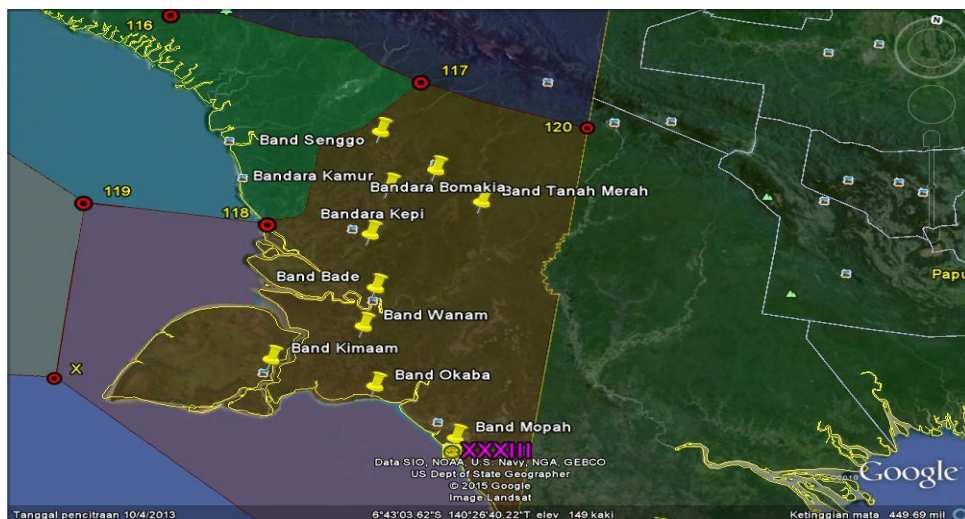 116
N
117
120
Band Senggo
Bandara Kamur
Bandara Bomakia
Band Tanah Merah
119
118
Bandara Kepi
Band Bade
Papu
Band Wanam
Band Kimaam
X
Band Okaba
Band Mopah
XXXIII
Data SIO, NOAA, U.S. Navy, NGA, GEBCO
US Dept of State Geographer
© 2015 Google
Image Landsat
Google
Tanggal pencitraan 10/4/2013
6°43'03.62"S 140°26'40.22"T elev 149 kaki
Ketinggian mata 449.69 mil